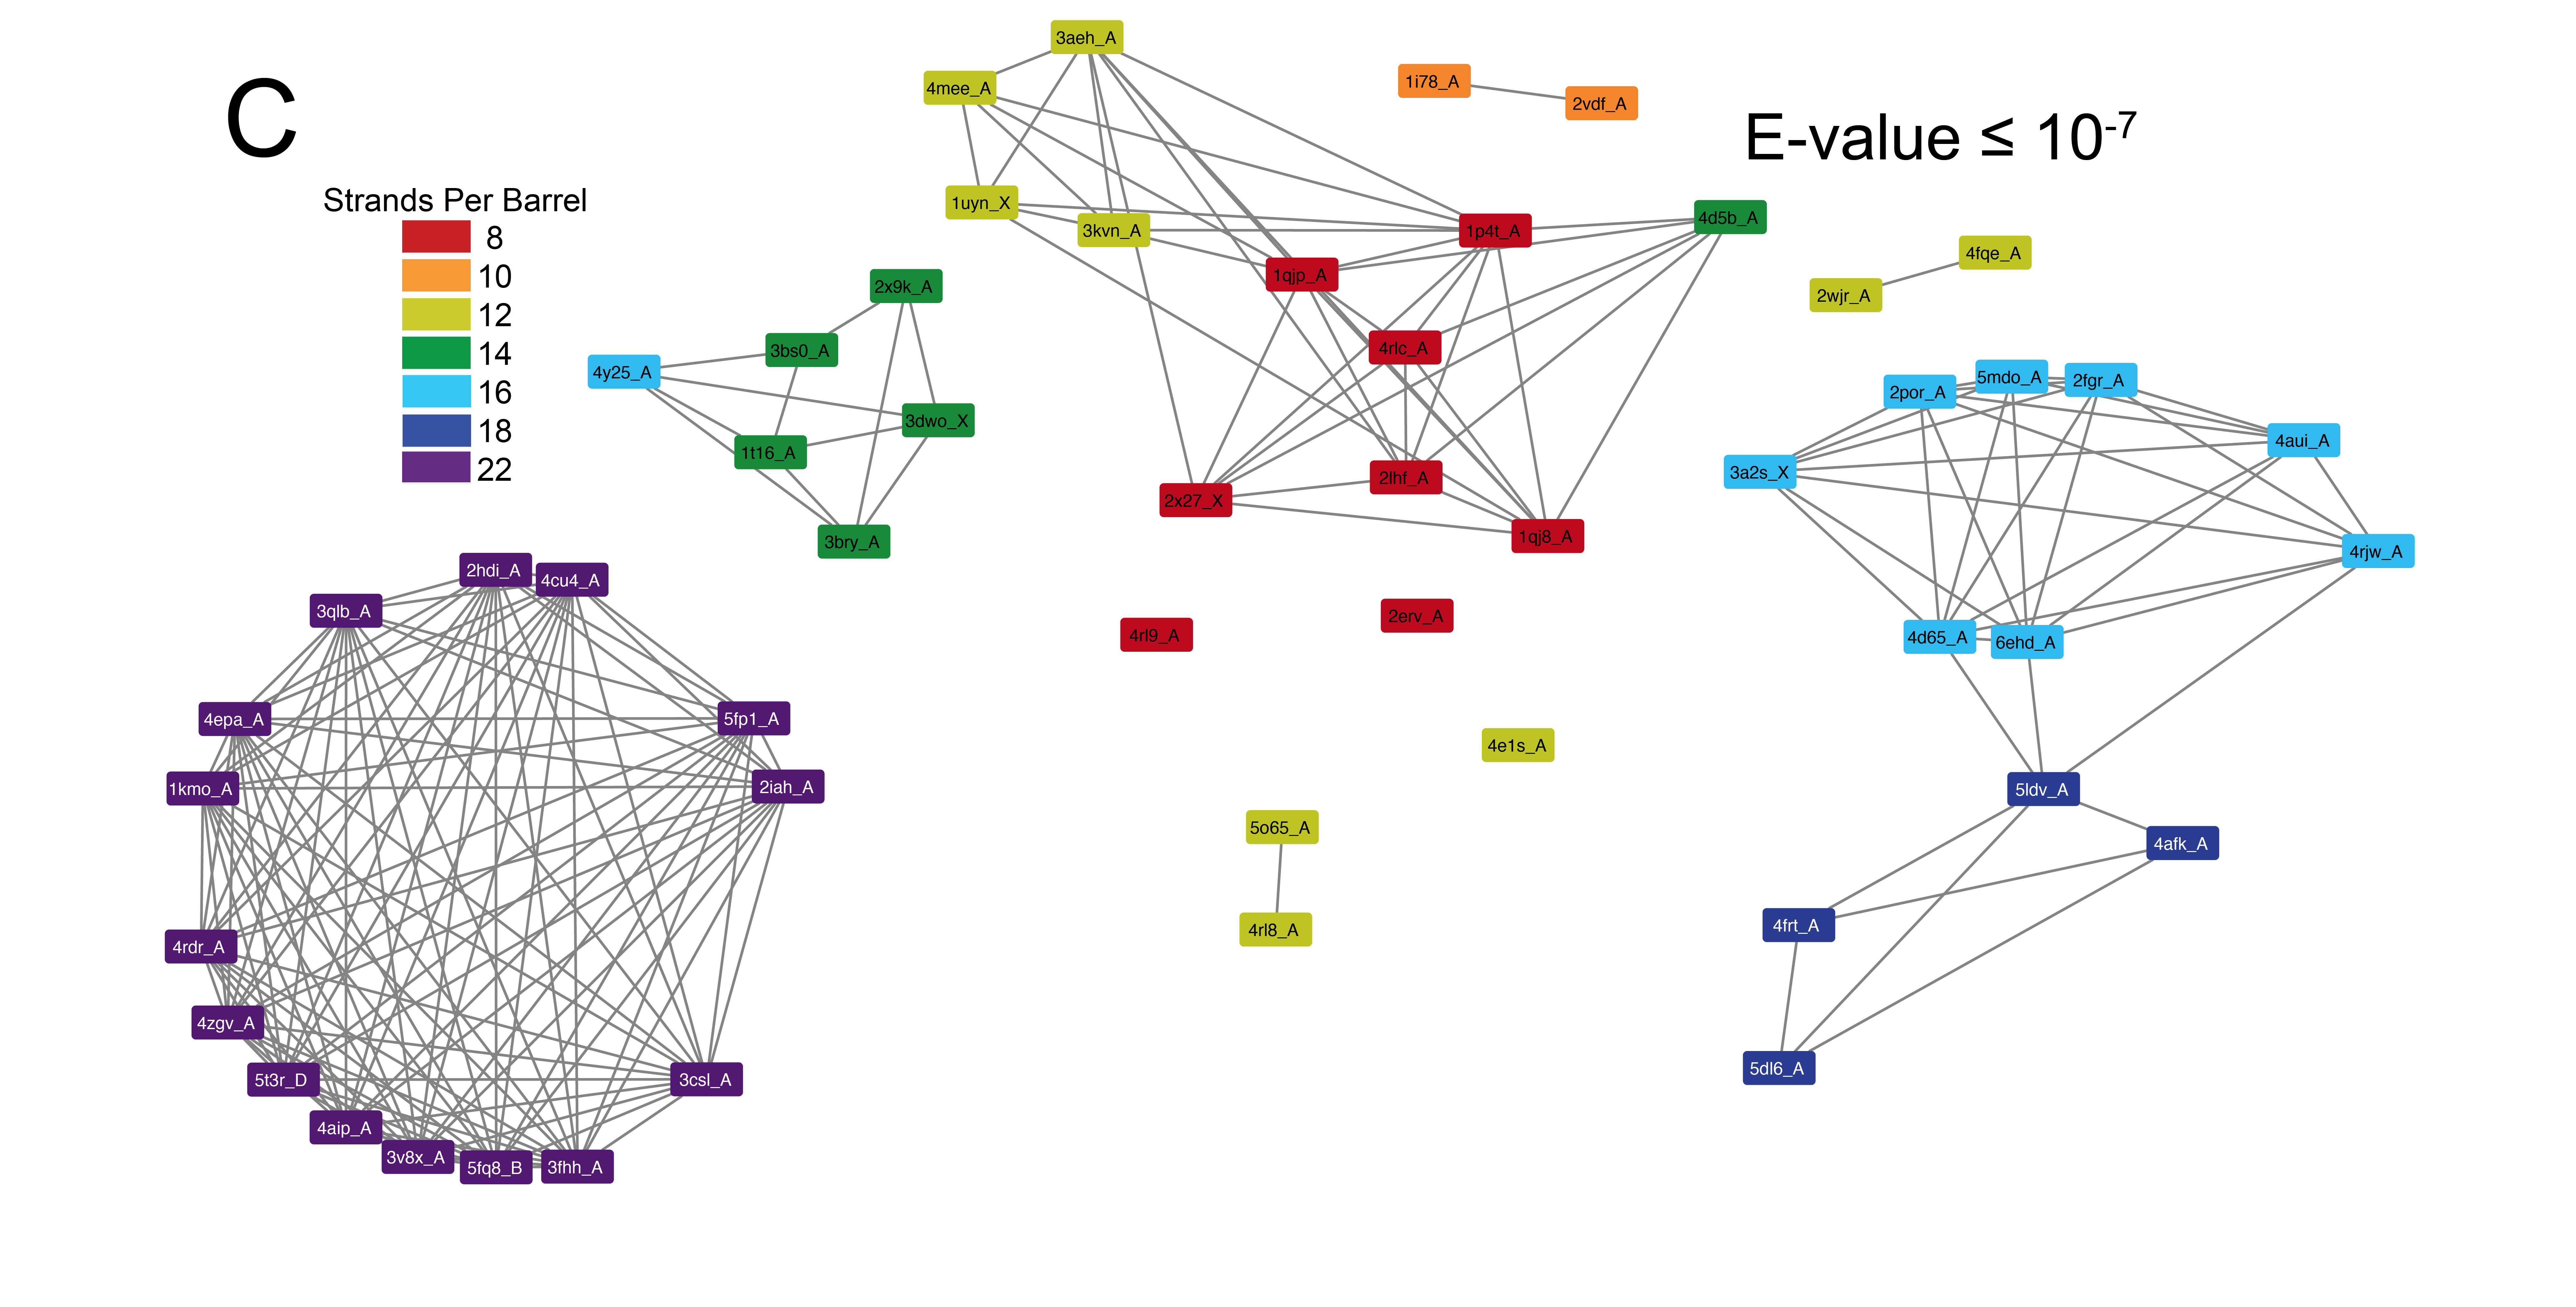 C
E-value ≤ 10-7
Strands Per Barrel
8
10
12
14
16
18
22
3aeh_A
4mee_A
1i78_A
2vdf_A
1uyn_X
3kvn_A
1p4t_A
4d5b_A
1qjp_A
4fqe_A
2wjr_A
2x9k_A
3bs0_A
4y25_A
3dwo_X
1t16_A
3bry_A
4rlc_A
2lhf_A
2x27_X
1qj8_A
2por_A
5mdo_A
2fgr_A
4aui_A
3a2s_X
4rjw_A
4d65_A
6ehd_A
2hdi_A
4cu4_A
3qlb_A
4rl9_A
2erv_A
4epa_A
5fp1_A
1kmo_A
2iah_A
4e1s_A
5ldv_A
5o65_A
4afk_A
4rl8_A
4frt_A
4rdr_A
4zgv_A
5t3r_D
3csl_A
5dl6_A
4aip_A
3v8x_A
5fq8_B
3fhh_A